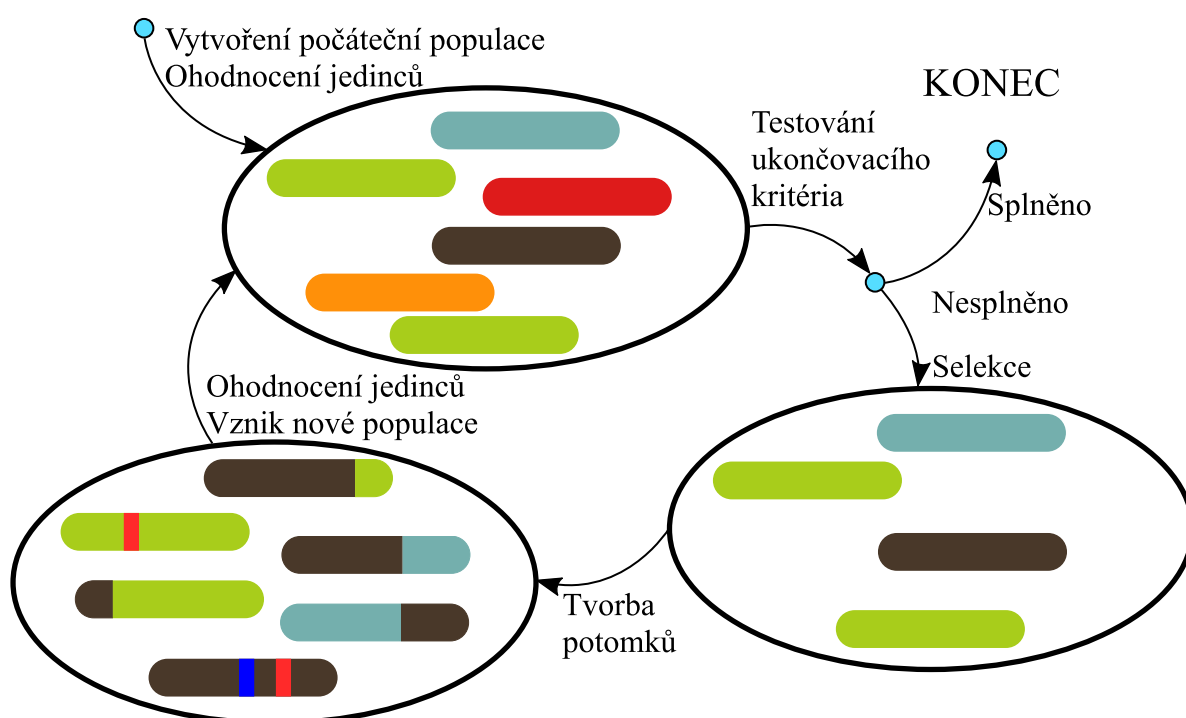 Vytvoření počáteční populace
Ohodnocení jedinců
KONEC
Testování
ukončovacího
kritéria
Splněno
Nesplněno
Selekce
Ohodnocení jedinců
Vznik nové populace
Tvorba
potomků